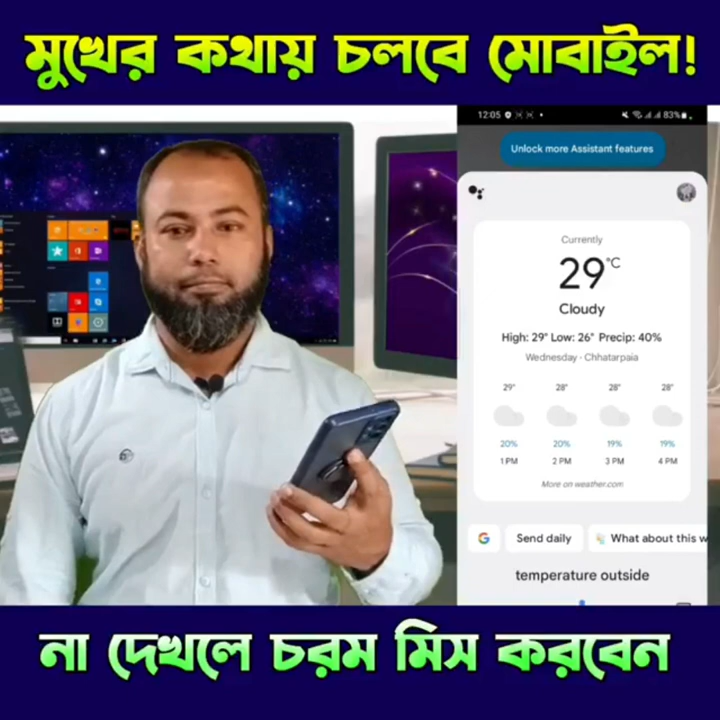 মুখের কথায় চলবে মোবাইল!
12:05 83%
Unlock more Assistant features
Currently
29°C
Cloudy
High: 29° Low: 26° Precip: 40%
Wednesday - Chhatarpaia
29° 28° 28° 28°
20% 20% 19% 19%
1 PM 2 PM 3 PM 4 PM
More on weather.com
G Send daily What about this w
temperature outside
না দেখলে চরম মিস করবেন